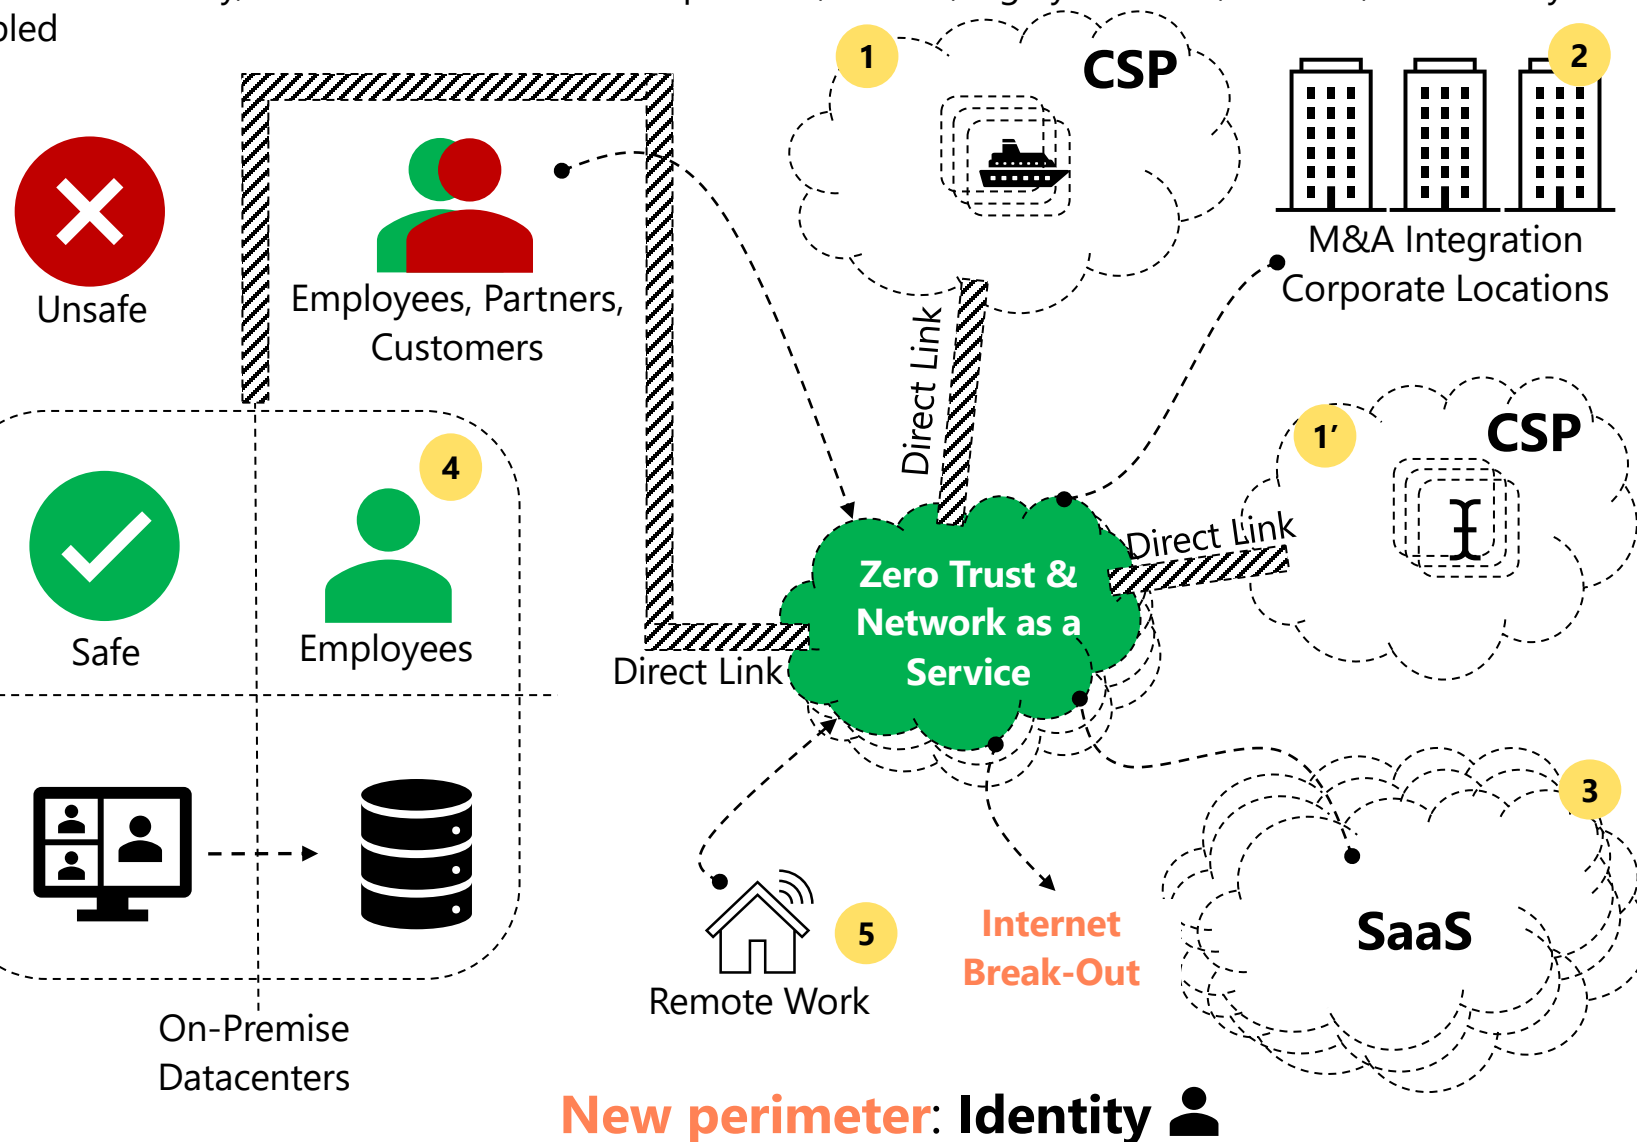 bled
1
CSP
2
Unsafe
Employees, Partners,
Customers
M&A Integration
Corporate Locations
Direct Link
1’
CSP
4
Safe
Employees
Direct Link
Zero Trust &
Network as a
Service
Direct Link
3
SaaS
5
Remote Work
Internet
Break-Out
On-Premise
Datacenters
New perimeter: Identity